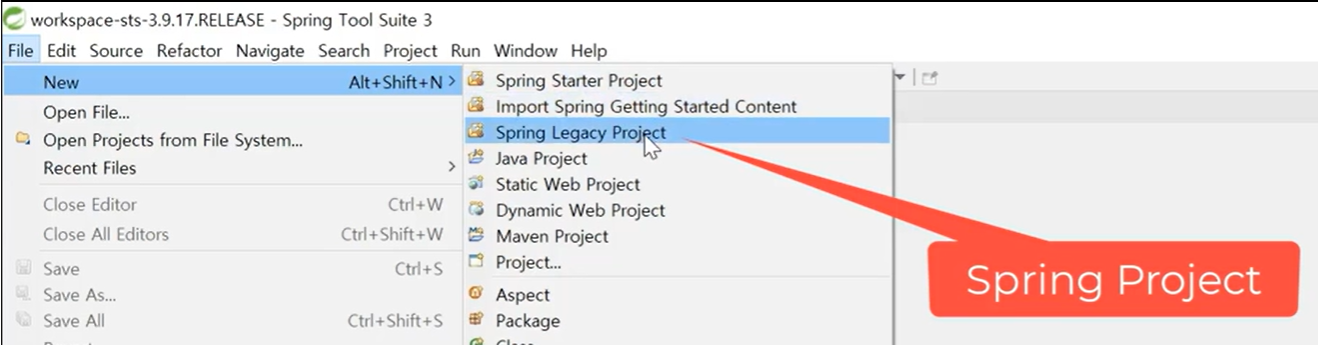 workspace-sts-3.9.17.RELEASE - Spring Tool Suite 3
File Edit Source Refactor Navigate Search Project Run Window Help
New Alt+Shift+N >
Open File...
Open Projects from File System...
Recent Files >
Close Editor Ctrl+W
Close All Editors Ctrl+Shift+W
Save Ctrl+S
Save As...
Save All Ctrl+Shift+S
Spring Starter Project
Import Spring Getting Started Content
Spring Legacy Project
Java Project
Static Web Project
Dynamic Web Project
Maven Project
Project...
Aspect
Package
Spring Project